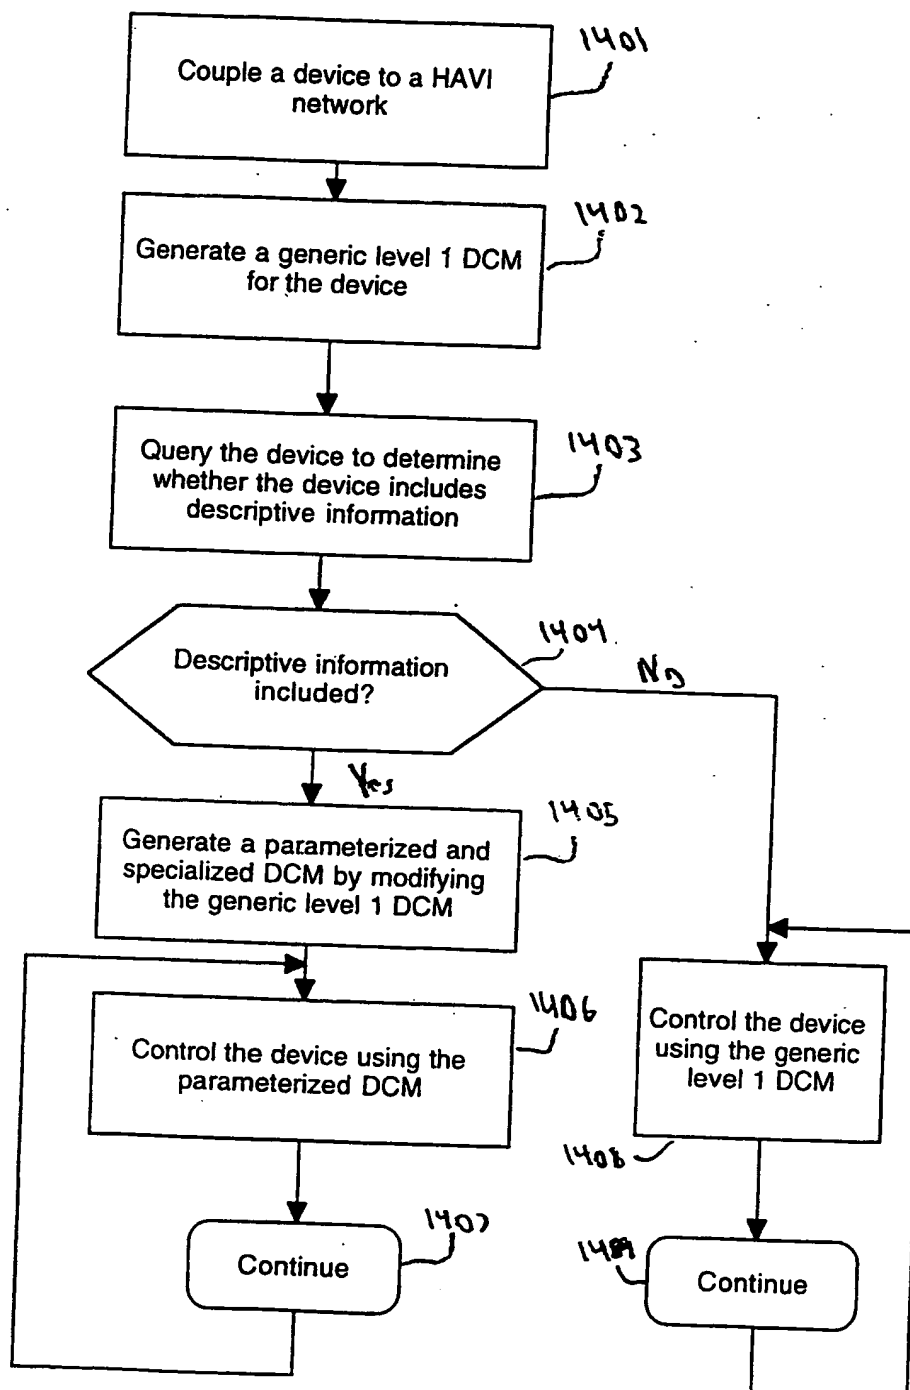 1401
Couple a device to a HAVI
network
1402
Generate a generic level 1 DCM
for the device
1403
Query the device to determine
whether the device includes
descriptive information
1404
Descriptive information
included?
No
Yes
1405
Generate a parameterized and
specialized DCM by modifying
the generic level 1 DCM
1406
Control the device using the
parameterized DCM
Control the device
using the generic
level 1 DCM
1408
1407
Continue
Continue